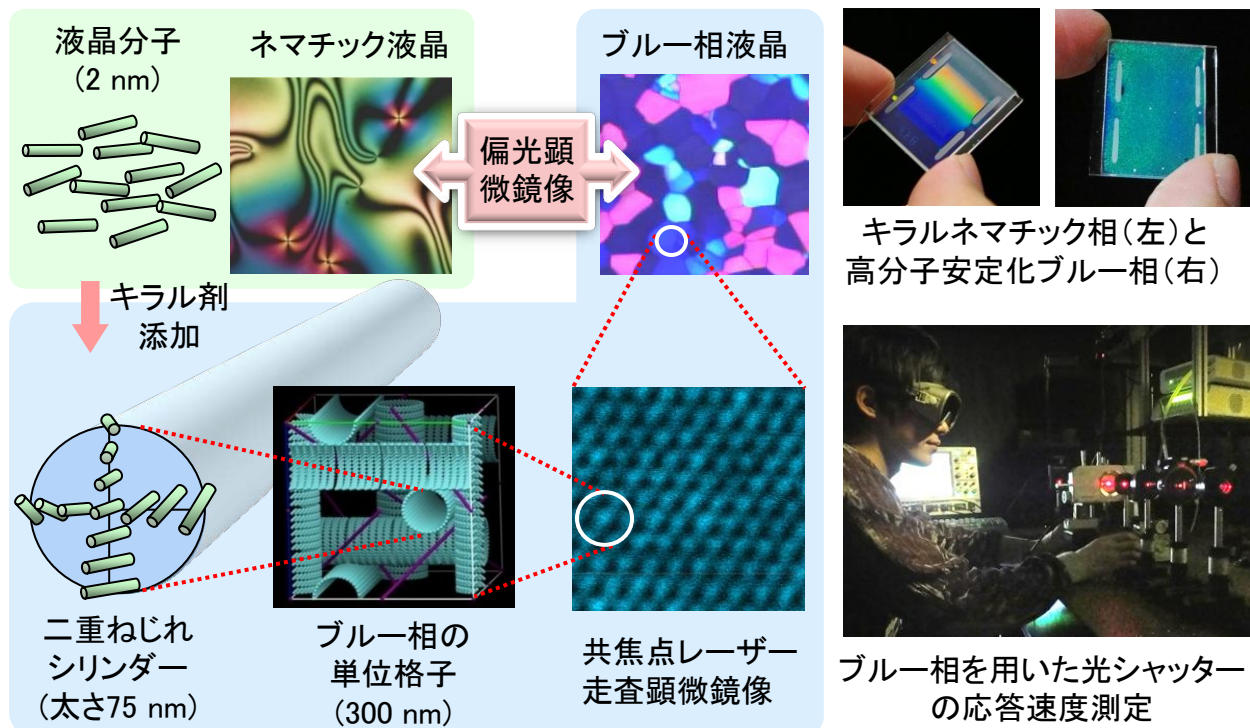 液晶分子
(2 nm)
ネマチック液晶
ブルー相液晶
偏光顕
微鏡像
キラル剤
添加
二重ねじれ
シリンダー
(太さ75 nm)
ブルー相の
単位格子
(300 nm)
共焦点レーザー
走査顕微鏡像
キラルネマチック相(左)と
高分子安定化ブルー相(右)
ブルー相を用いた光シャッター
の応答速度測定